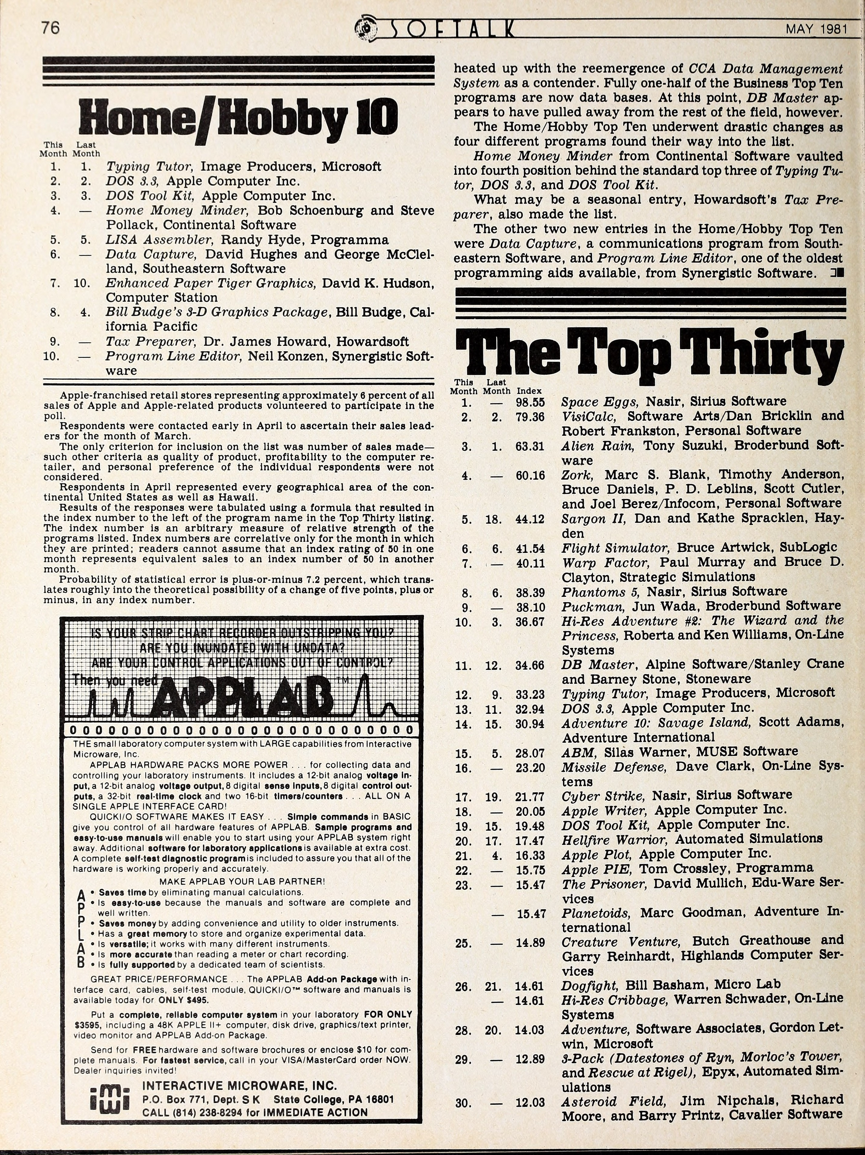 76
SOFTALK
MAY 1981
Home/Hobby 10
This Last
Month Month
1. 1. Typing Tutor, Image Producers, Microsoft
2. 2. DOS 3.3, Apple Computer Inc.
3. 3. DOS Tool Kit, Apple Computer Inc.
4. — Home Money Minder, Bob Schoenburg and Steve
Pollack, Continental Software
5. 5. LISA Assembler, Randy Hyde, Programma
6. — Data Capture, David Hughes and George McClel-
land, Southeastern Software
7. 10. Enhanced Paper Tiger Graphics, David K. Hudson,
Computer Station
8. 4. Bill Budge's 3-D Graphics Package, Bill Budge, Cal-
ifornia Pacific
9. — Tax Preparer, Dr. James Howard, Howardsoft
10. — Program Line Editor, Neil Konzen, Synergistic Soft-
ware
Apple-franchised retail stores representing approximately 6 percent of all
sales of Apple and Apple-related products volunteered to participate in the
poll.
Respondents were contacted early in April to ascertain their sales lead-
ers for the month of March.
The only criterion for inclusion on the list was number of sales made—
such other criteria as quality of product, profitability to the computer re-
tailer, and personal preference of the individual respondents were not
considered.
Respondents in April represented every geographical area of the con-
tinental United States as well as Hawaii.
Results of the responses were tabulated using a formula that resulted in
the index number to the left of the program name in the Top Thirty listing.
The index number is an arbitrary measure of relative strength of the
programs listed. Index numbers are correlative only for the month in which
they are printed; readers cannot assume that an index rating of 50 in one
month represents equivalent sales to an index number of 50 in another
month.
Probability of statistical error is plus-or-minus 7.2 percent, which trans-
lates roughly into the theoretical possibility of a change of five points, plus or
minus, in any index number.
IS YOUR STRIP CHART RECORDER OUTSTRIPPING YOU?
ARE YOU INUNDATED WITH UNDATA?
ARE YOUR CONTROL APPLICATIONS OUT OF CONTROL?
Then you need APPLAB™
THE small laboratory computer system with LARGE capabilities from Interactive
Microware, Inc.
APPLAB HARDWARE PACKS MORE POWER . . . for collecting data and
controlling your laboratory instruments. It includes a 12-bit analog voltage in-
put, a 12-bit analog voltage output, 8 digital sense inputs, 8 digital control out-
puts, a 32-bit real-time clock and two 16-bit timers/counters . . . ALL ON A
SINGLE APPLE INTERFACE CARD!
QUICKI/O SOFTWARE MAKES IT EASY . . . Simple commands in BASIC
give you control of all hardware features of APPLAB. Sample programs and
easy-to-use manuals will enable you to start using your APPLAB system right
away. Additional software for laboratory applications is available at extra cost.
A complete self-test diagnostic program is included to assure you that all of the
hardware is working properly and accurately.
MAKE APPLAB YOUR LAB PARTNER!
APPLAB
• Saves time by eliminating manual calculations.
• Is easy-to-use because the manuals and software are complete and
well written.
• Saves money by adding convenience and utility to older instruments.
• Has a great memory to store and organize experimental data.
• Is versatile; it works with many different instruments.
• Is more accurate than reading a meter or chart recording.
• Is fully supported by a dedicated team of scientists.
GREAT PRICE/PERFORMANCE . . . The APPLAB Add-on Package with in-
terface card, cables, self-test module, QUICKI/O™ software and manuals is
available today for ONLY $495.
Put a complete, reliable computer system in your laboratory FOR ONLY
$3595, including a 48K APPLE II+ computer, disk drive, graphics/text printer,
video monitor and APPLAB Add-on Package.
Send for FREE hardware and software brochures or enclose $10 for com-
plete manuals. For fastest service, call in your VISA/MasterCard order NOW.
Dealer inquiries invited!
INTERACTIVE MICROWARE, INC.
P.O. Box 771, Dept. S K State College, PA 16801
CALL (814) 238-8294 for IMMEDIATE ACTION
heated up with the reemergence of CCA Data Management
System as a contender. Fully one-half of the Business Top Ten
programs are now data bases. At this point, DB Master ap-
pears to have pulled away from the rest of the field, however.
The Home/Hobby Top Ten underwent drastic changes as
four different programs found their way into the list.
Home Money Minder from Continental Software vaulted
into fourth position behind the standard top three of Typing Tu-
tor, DOS 3.3, and DOS Tool Kit.
What may be a seasonal entry, Howardsoft's Tax Pre-
parer, also made the list.
The other two new entries in the Home/Hobby Top Ten
were Data Capture, a communications program from South-
eastern Software, and Program Line Editor, one of the oldest
programming aids available, from Synergistic Software.
The Top Thirty
This Last
Month Month Index
1. — 98.55 Space Eggs, Nasir, Sirius Software
2. 2. 79.36 VisiCalc, Software Arts/Dan Bricklin and
Robert Frankston, Personal Software
3. 1. 63.31 Alien Rain, Tony Suzuki, Broderbund Soft-
ware
4. — 60.16 Zork, Marc S. Blank, Timothy Anderson,
Bruce Daniels, P. D. Leblins, Scott Cutler,
and Joel Berez/Infocom, Personal Software
5. 18. 44.12 Sargon II, Dan and Kathe Spracklen, Hay-
den
6. 6. 41.54 Flight Simulator, Bruce Artwick, SubLogic
7. — 40.11 Warp Factor, Paul Murray and Bruce D.
Clayton, Strategic Simulations
8. 6. 38.39 Phantoms 5, Nasir, Sirius Software
9. — 38.10 Puckman, Jun Wada, Broderbund Software
10. 3. 36.67 Hi-Res Adventure #2: The Wizard and the
Princess, Roberta and Ken Williams, On-Line
Systems
11. 12. 34.66 DB Master, Alpine Software/Stanley Crane
and Barney Stone, Stoneware
12. 9. 33.23 Typing Tutor, Image Producers, Microsoft
13. 11. 32.94 DOS 3.3, Apple Computer Inc.
14. 15. 30.94 Adventure 10: Savage Island, Scott Adams,
Adventure International
15. 5. 28.07 ABM, Silas Warner, MUSE Software
16. — 23.20 Missile Defense, Dave Clark, On-Line Sys-
tems
17. 19. 21.77 Cyber Strike, Nasir, Sirius Software
18. — 20.05 Apple Writer, Apple Computer Inc.
19. 15. 19.48 DOS Tool Kit, Apple Computer Inc.
20. 17. 17.47 Hellfire Warrior, Automated Simulations
21. 4. 16.33 Apple Plot, Apple Computer Inc.
22. — 15.75 Apple PIE, Tom Crossley, Programma
23. — 15.47 The Prisoner, David Mullich, Edu-Ware Ser-
vices
— 15.47 Planetoids, Marc Goodman, Adventure In-
ternational
25. — 14.89 Creature Venture, Butch Greathouse and
Garry Reinhardt, Highlands Computer Ser-
vices
26. 21. 14.61 Dogfight, Bill Basham, Micro Lab
— 14.61 Hi-Res Cribbage, Warren Schwader, On-Line
Systems
28. 20. 14.03 Adventure, Software Associates, Gordon Let-
win, Microsoft
29. — 12.89 3-Pack (Datestones of Ryn, Morloc's Tower,
and Rescue at Rigel), Epyx, Automated Sim-
ulations
30. — 12.03 Asteroid Field, Jim Nipchals, Richard
Moore, and Barry Printz, Cavalier Software